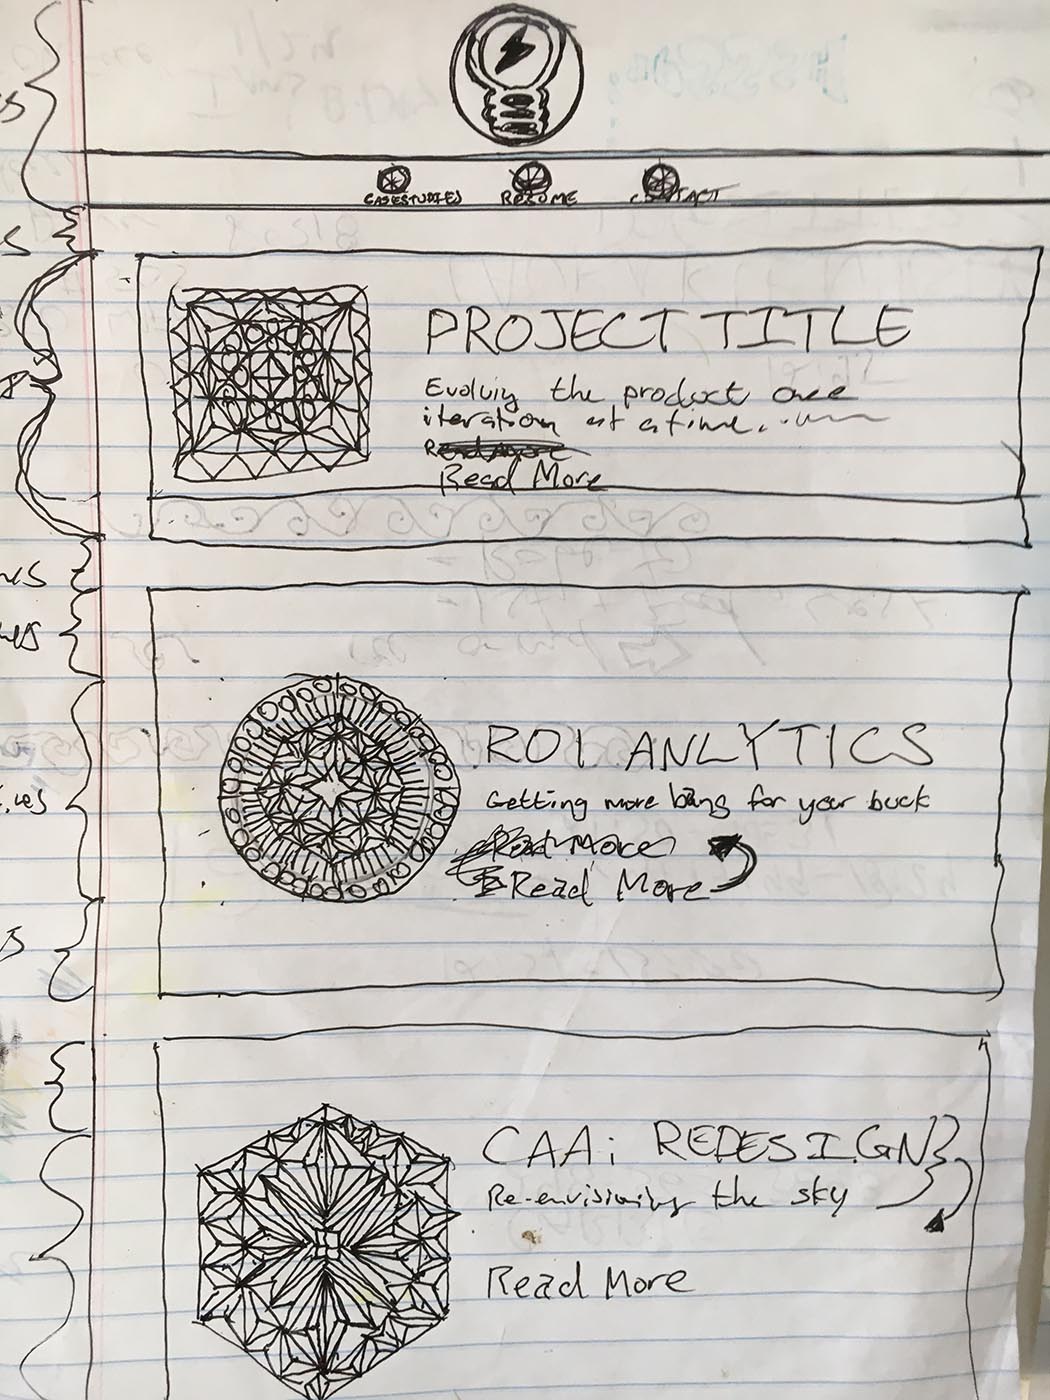 CASESTUDIES RESUME CONTACT
PROJECT TITLE
Evolving the product one
iteration at a time.
Read More
Read More
ROI ANLYTICS
Getting more bang for your buck
Read More
Read More
CAAi REDESIGN
Re-envisioning the sky
Read More